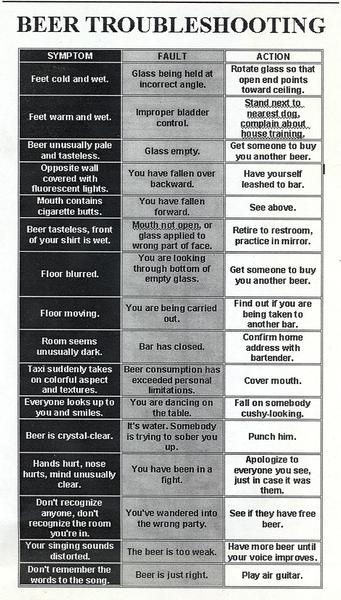 BEER TROUBLESHOOTING
SYMPTOM FAULT ACTION
Feet cold and wet.
Glass being held at
incorrect angle.
Rotate glass so that
open end points
toward ceiling.
Feet warm and wet.
Improper bladder
control.
Stand next to
nearest dog,
complain about
house training.
Beer unusually pale
and tasteless.
Glass empty.
Get someone to buy
you another beer.
Opposite wall
covered with
fluorescent lights.
You have fallen over
backward.
Have yourself
leashed to bar.
Mouth contains
cigarette butts.
You have fallen
forward.
See above.
Beer tasteless, front
of your shirt is wet.
Mouth not open, or
glass applied to
wrong part of face.
Retire to restroom,
practice in mirror.
Floor blurred.
You are looking
through bottom of
empty glass.
Get someone to buy
you another beer.
Floor moving.
You are being carried
out.
Find out if you are
being taken to
another bar.
Room seems
unusually dark.
Bar has closed.
Confirm home
address with
bartender.
Taxi suddenly takes
on colorful aspect
and textures.
Beer consumption has
exceeded personal
limitations.
Cover mouth.
Everyone looks up to
you and smiles.
You are dancing on
the table.
Fall on somebody
cushy-looking.
Beer is crystal-clear.
It's water. Somebody
is trying to sober you
up.
Punch him.
Hands hurt, nose
hurts, mind unusually
clear.
You have been in a
fight.
Apologize to
everyone you see,
just in case it was
them.
Don't recognize
anyone, don't
recognize the room
you're in.
You've wandered into
the wrong party.
See if they have free
beer.
Your singing sounds
distorted.
The beer is too weak.
Have more beer until
your voice improves.
Don't remember the
words to the song.
Beer is just right.
Play air guitar.